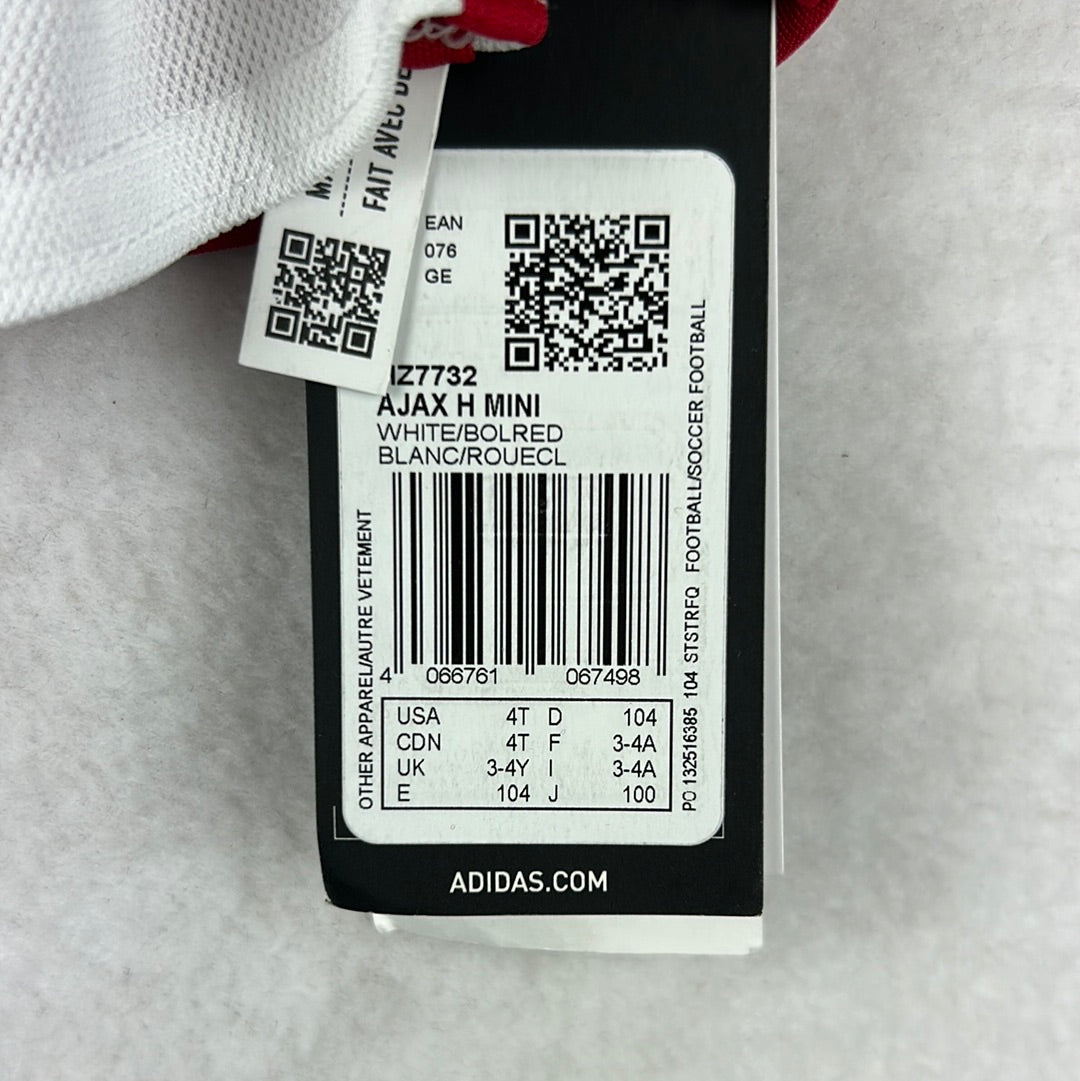 FAIT AVEC DE
EAN
076
GE
Z7732
AJAX H MINI
WHITE/BOLRED
BLANC/ROUECL
OTHER APPAREL/AUTRE VETEMENT
PO 132516385 104 STSTRFQ FOOTBALL/SOCCER FOOTBALL
4 066761 067498
USA 4T D 104
CDN 4T F 3-4A
UK 3-4Y I 3-4A
E 104 J 100
ADIDAS.COM